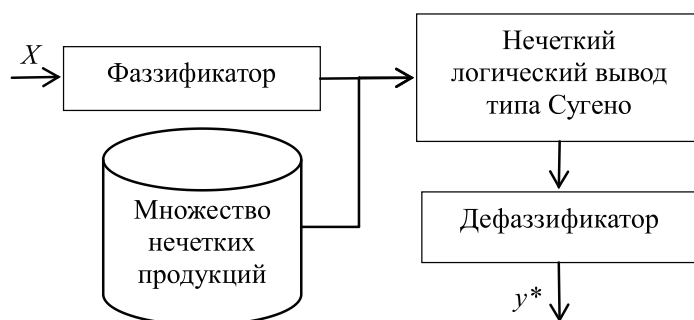 X
Фаззификатор
Нечеткий
логический вывод
типа Сугено
Множество
нечетких
продукций
Дефаззификатор
y*